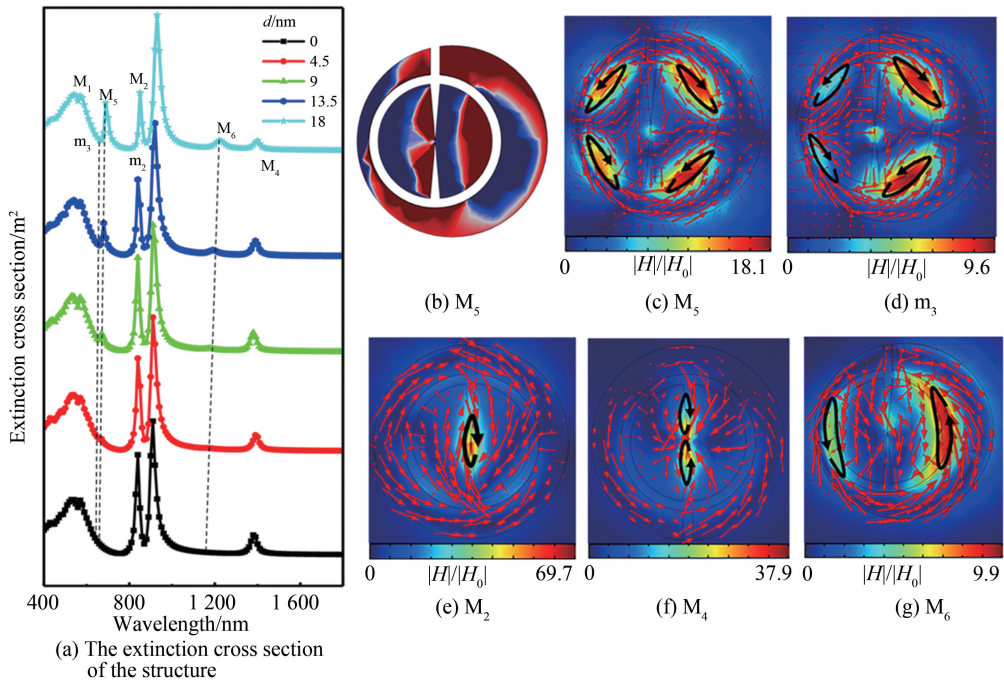 Extinction cross section/m²
d/nm
0
4.5
9
13.5
18
M₁
M₅
M₂
m₃
m₂
M₆
M₄
400
800
1 200
1 600
Wavelength/nm
(a) The extinction cross section
of the structure
(b) M₅
0
|H|/|H₀|
18.1
(c) M₅
0
|H|/|H₀|
9.6
(d) m₃
0
|H|/|H₀|
69.7
(e) M₂
0
37.9
(f) M₄
0
|H|/|H₀|
9.9
(g) M₆